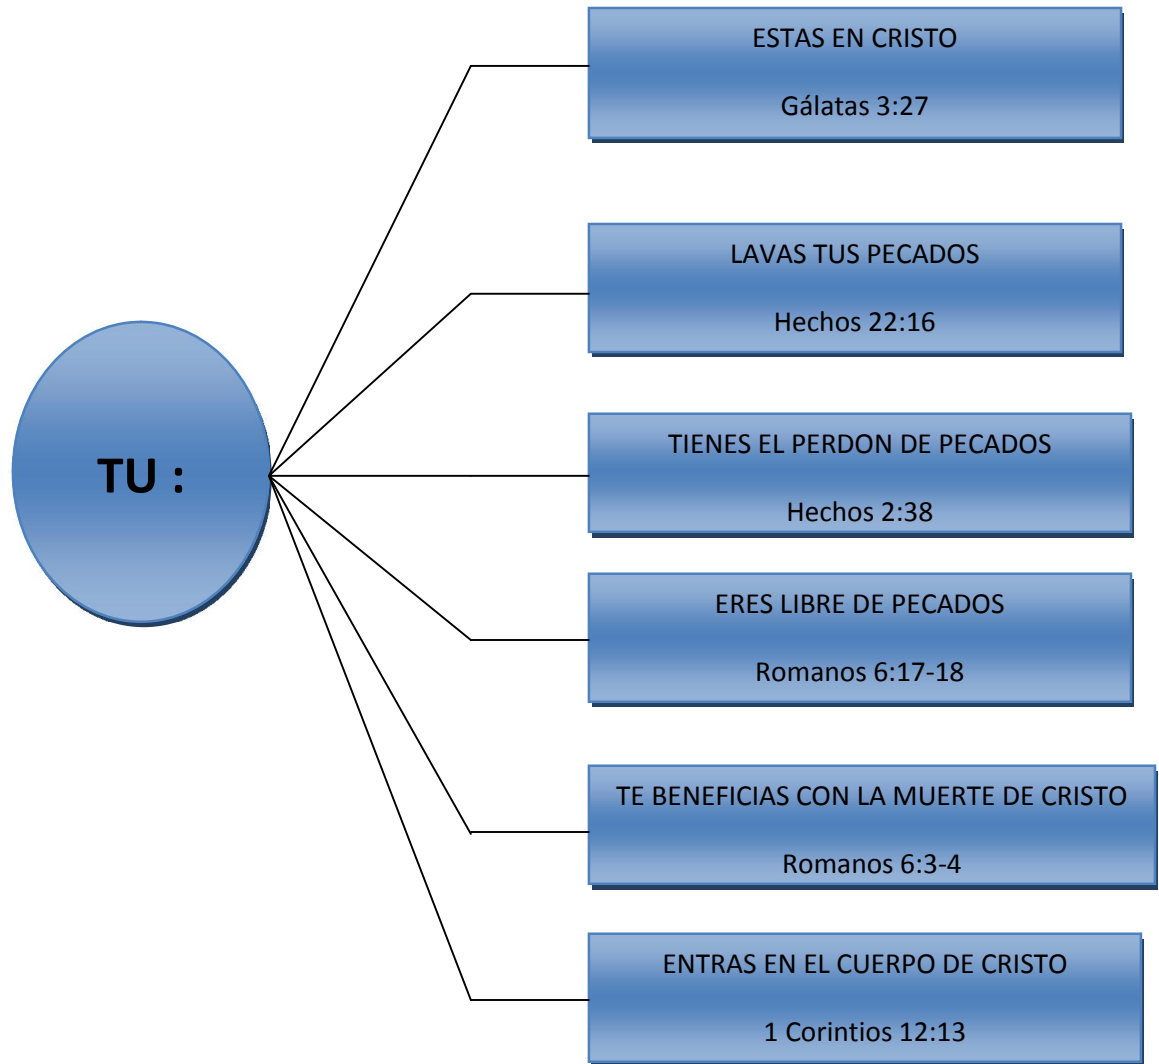 TU :
ESTAS EN CRISTO
Gálatas 3:27
LAVAS TUS PECADOS
Hechos 22:16
TIENES EL PERDON DE PECADOS
Hechos 2:38
ERES LIBRE DE PECADOS
Romanos 6:17-18
TE BENEFICIAS CON LA MUERTE DE CRISTO
Romanos 6:3-4
ENTRAS EN EL CUERPO DE CRISTO
1 Corintios 12:13